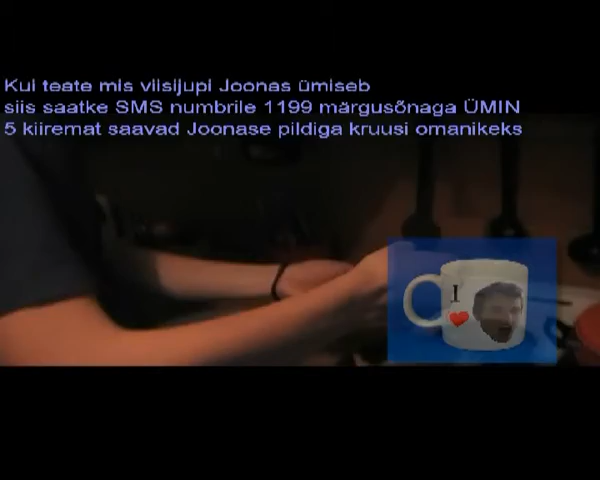 Kui teate mis viisijupi Joonas ümiseb
siis saatke SMS numbrile 1199 märgusõnaga ÜMIN
5 kiiremat saavad Joonase pildiga kruusi omanikeks
I